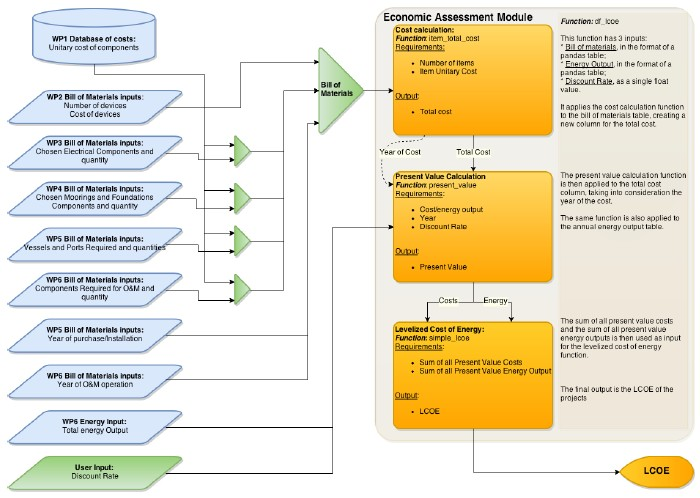 WP1 Database of costs:
Unitary cost of components
WP2 Bill of Materials inputs:
Number of devices
Cost of devices
WP3 Bill of Materials inputs:
Chosen Electrical Components and
quantity
WP4 Bill of Materials inputs:
Chosen Moorings and Foundations
Components and quantity
WP5 Bill of Materials inputs:
Vessels and Ports Required and quantities
WP6 Bill of Materials inputs:
Components Required for O&M and
quantity
WP5 Bill of Materials inputs:
Year of purchase/Installation
WP6 Bill of Materials inputs:
Year of O&M operation
WP6 Energy Input:
Total energy Output
User Input:
Discount Rate
Bill of
Materials
Economic Assessment Module
Cost calculation:
Function: item_total_cost
Requirements:
• Number of items
• Item Unitary Cost
Output:
• Total cost
Year of Cost
Total Cost
Present Value Calculation
Function: present_value
Requirements:
• Cost/energy output
• Year
• Discount Rate
Output:
• Present Value
Costs
Energy
Levelized Cost of Energy:
Function: simple_lcoe
Requirements:
• Sum of all Present Value Costs
• Sum of all Present Value Energy Output
Output:
• LCOE
Function: df_lcoe
This function has 3 inputs:
* Bill of materials, in the format of a
pandas table;
* Energy Output, in the format of a
pandas table;
* Discount Rate, as a single float
value.
It applies the cost calculation function
to the bill of materials table, creating a
new column for the total cost.
The present value calculation function
is then applied to the total cost
column, taking into consideration the
year of the cost.
The same function is also applied to
the annual energy output table.
The sum of all present value costs
and the sum of all present value
energy outputs is then used as input
for the levelized cost of energy
function.
The final output is the LCOE of the
projects
LCOE